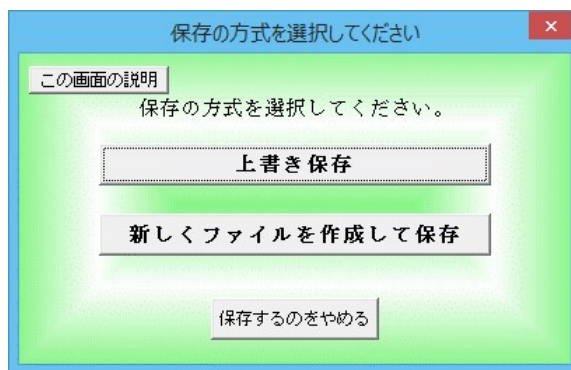 保存の方式を選択してください
この画面の説明
保存の方式を選択してください。
上書き保存
新しくファイルを作成して保存
保存するのをやめる